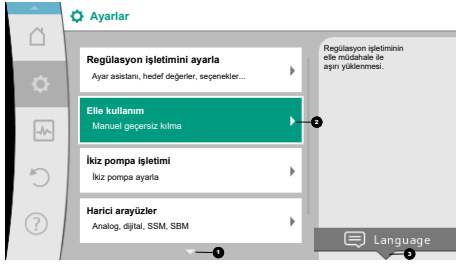 Ayarlar
Regülasyon işletimini ayarla
Ayar asistanı, hedef değerler, seçenekler...
Elle kullanım
Manuel geçersiz kılma
İkiz pompa işletimi
İkiz pompa ayarla
Harici arayüzler
Analog, dijital, SSM, SBM
1
2
Regülasyon işletiminin
elle müdahale ile
aşırı yüklenmesi.
Language
3